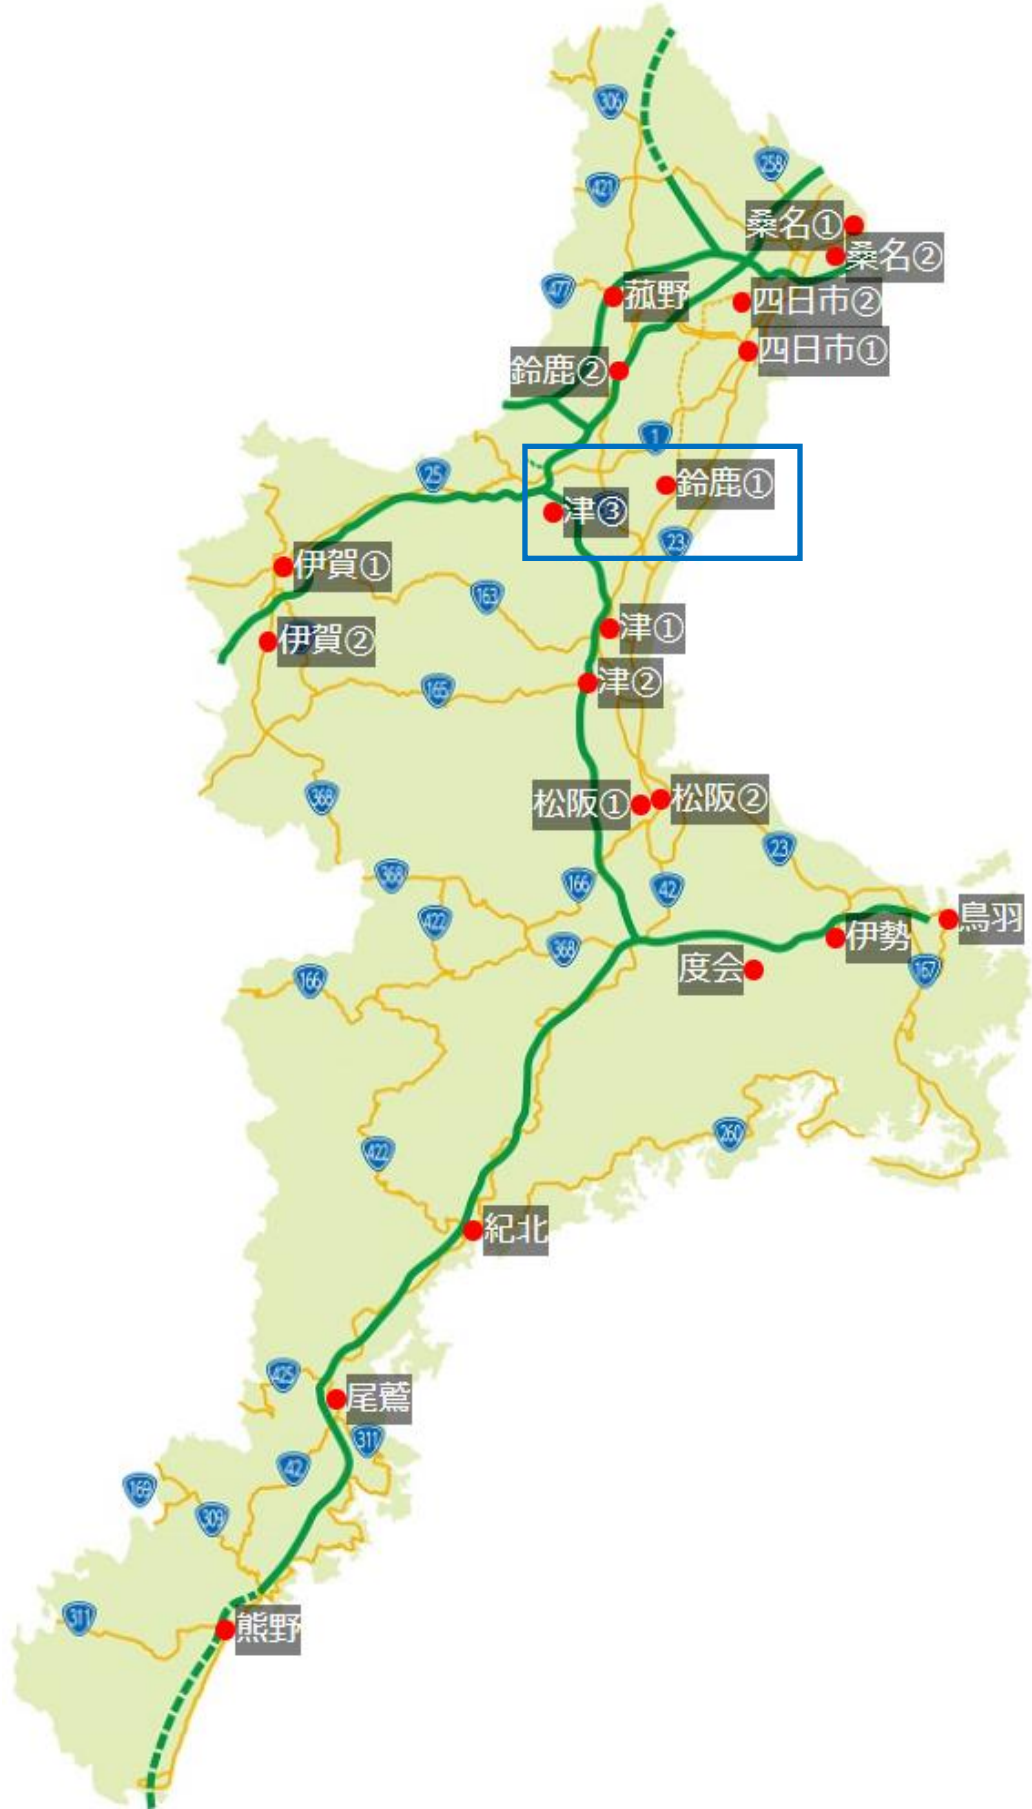 306
258
421
桑名①
桑名②
477
菰野
四日市②
四日市①
鈴鹿②
1
25
鈴鹿①
津③
23
伊賀①
163
津①
伊賀②
津②
165
368
松阪①
松阪②
23
368
166
42
422
鳥羽
伊勢
368
度会
167
166
260
422
紀北
425
尾鷲
311
42
169
309
311
熊野